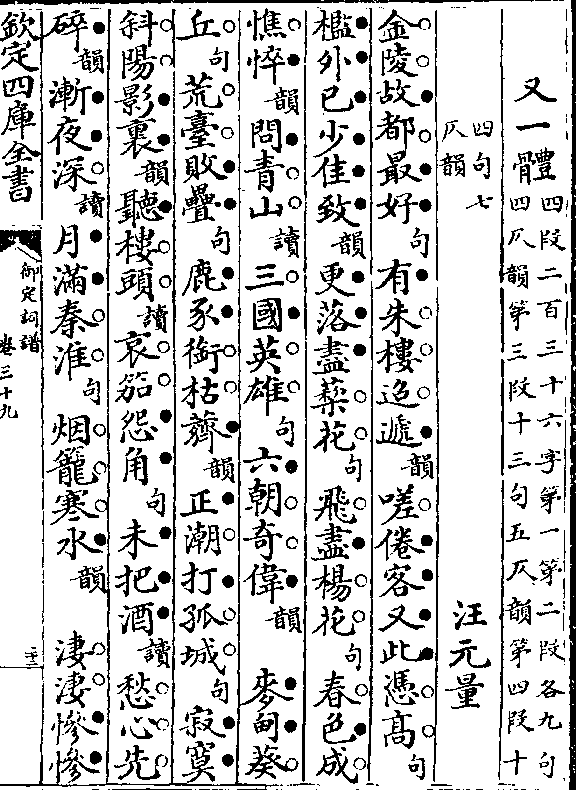 又一體四段二百三十六字第一第二段各九句
四仄韻第三段十三句五仄韻第四段十
四句七
仄韻
汪元量
金陵故都最好句有朱樓迢遞韻嗟倦客又此憑髙句
檻外已少佳致韻更落盡棃花句飛盡楊花句春色成
憔悴韻問青山讀三國英雄句六朝奇偉韻麥甸葵
丘句荒臺敗壘句鹿豕銜枯薺韻正潮打孤城句寂寞
斜陽影裏韻聽樓頭讀哀笳怨角句未把酒讀愁心先
碎韻漸夜深讀月滿秦淮句烟籠寒水韻淒淒慘慘
欽定四庫全書
御定詞譜
卷三十九